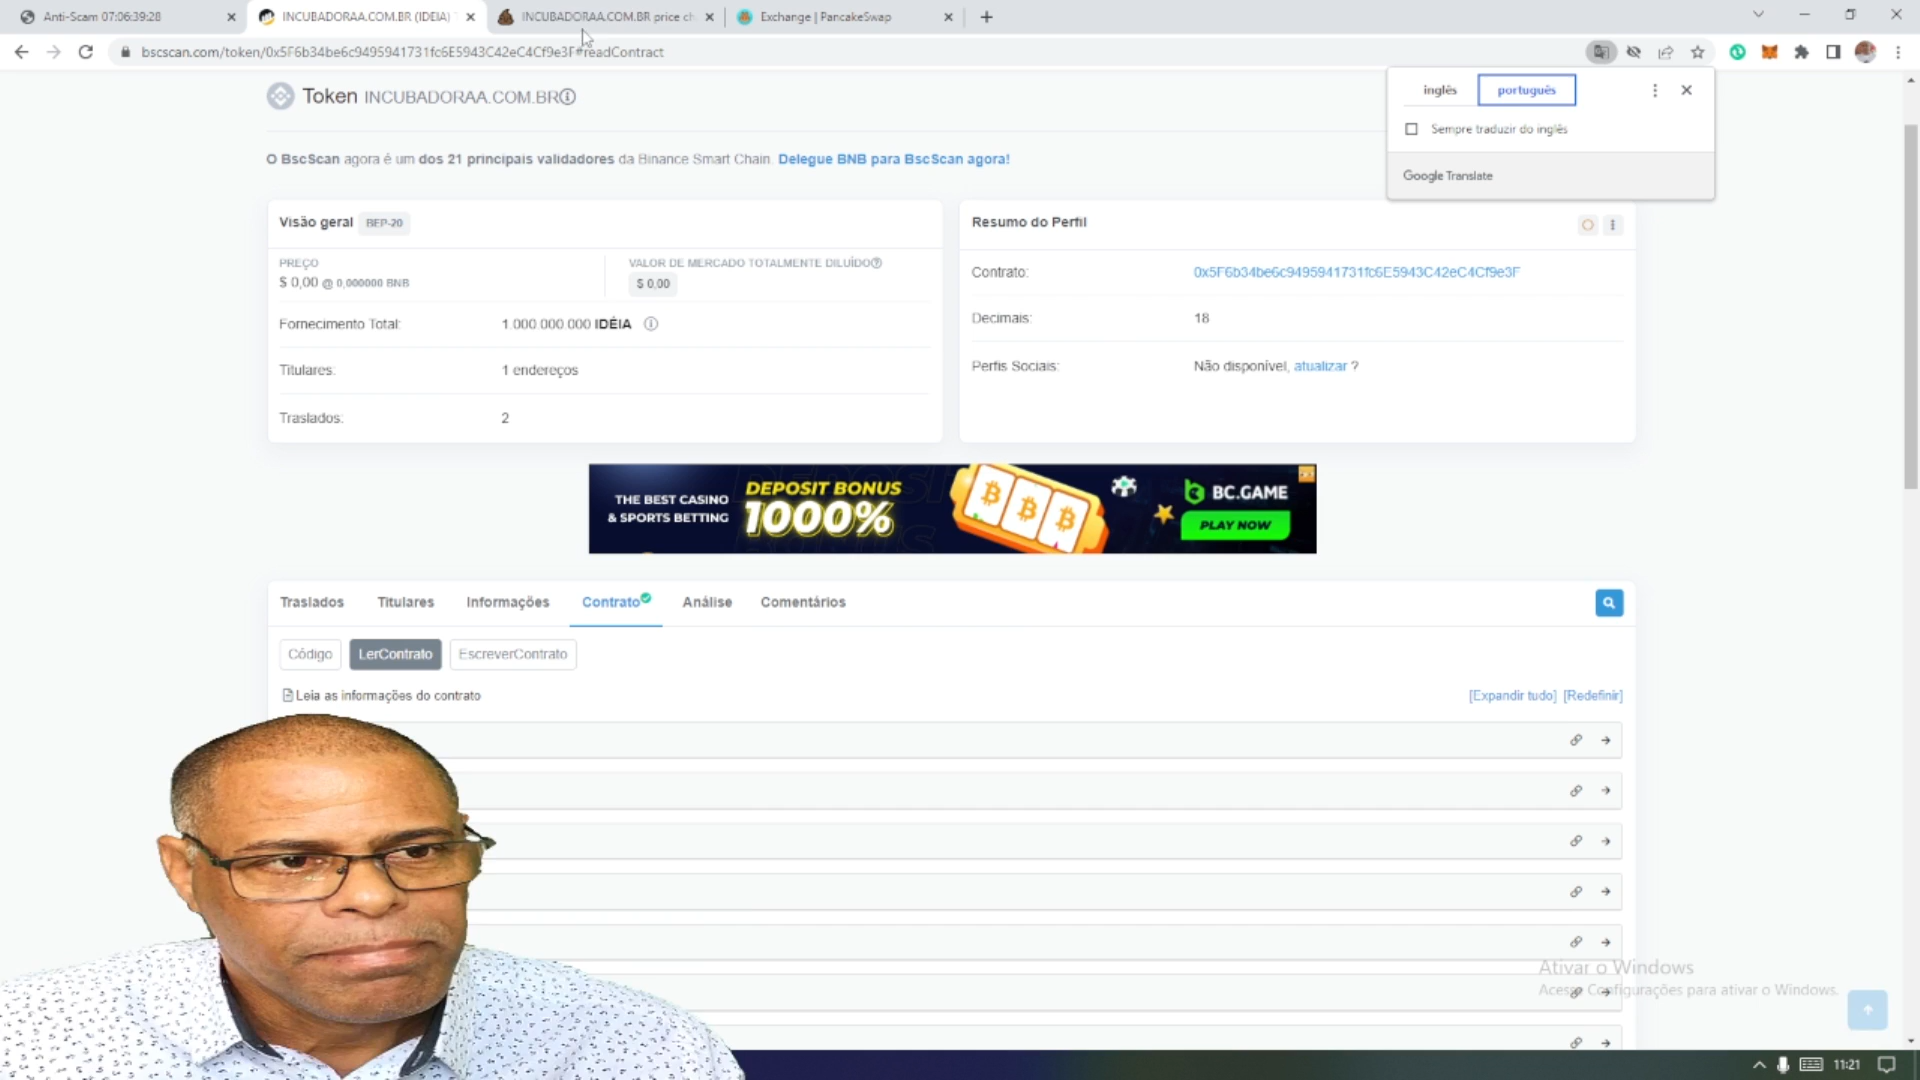 Anti-Scam 07:06:39:28
INCUBADORAA.COM.BR (IDEIA)
INCUBADORAA.COM.BR price ch
Exchange | PancakeSwap
bscscan.com/token/0x5F6b34be6c9495941731fc6E5943C42eC4Cf9e3F#readContract
inglês
português
Sempre traduzir do inglês
Google Translate
Token INCUBADORAA.COM.BR
O BscScan agora é um dos 21 principais validadores da Binance Smart Chain. Delegue BNB para BscScan agora!
Visão geral BEP-20
PREÇO
$ 0,00 @ 0,000000 BNB
VALOR DE MERCADO TOTALMENTE DILUÍDO
$ 0,00
Fornecimento Total: 1 000 000 000 IDÉIA
Titulares: 1 endereços
Traslados: 2
Resumo do Perfil
Contrato: 0x5F6b34be6c9495941731fc6E5943C42eC4Cf9e3F
Decimais: 18
Perfis Sociais: Não disponível, atualizar ?
THE BEST CASINO
& SPORTS BETTING
DEPOSIT BONUS
1000%
BC.GAME
PLAY NOW
Traslados Titulares Informações Contrato Análise Comentários
Código LerContrato EscreverContrato
Leia as informações do contrato
[Expandir tudo] [Redefinir]
Ativar o Windows
Acesse Configurações para ativar o Windows.
11:21